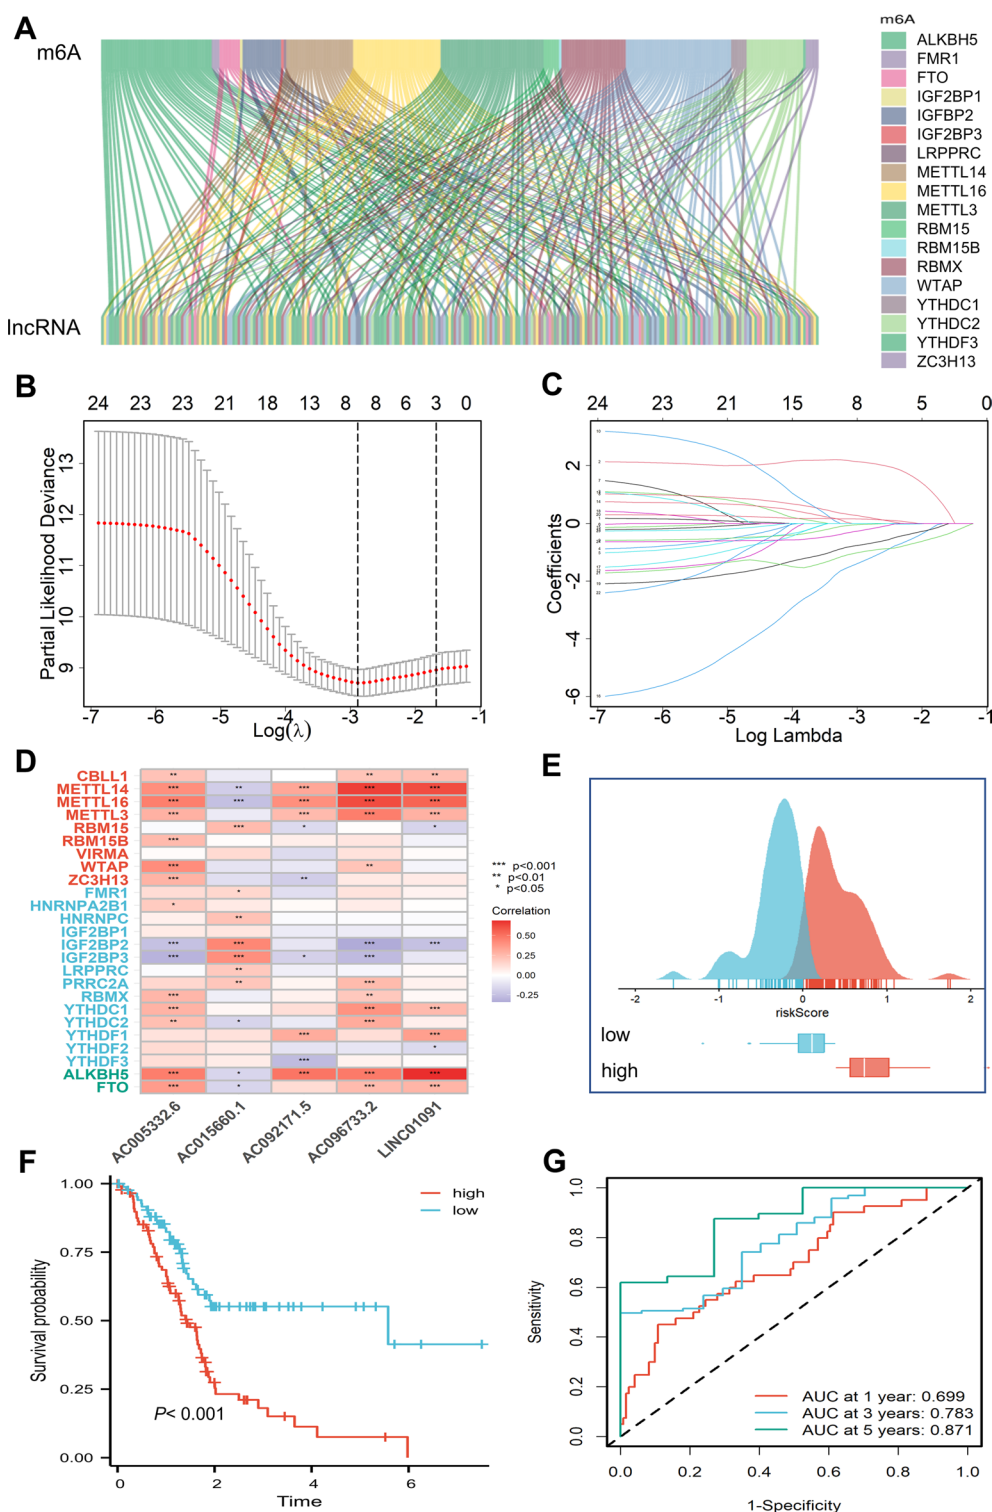 A
m6A
lncRNA
m6A
ALKBH5
FMR1
FTO
IGF2BP1
IGFBP2
IGF2BP3
LRPPRC
METTL14
METTL16
METTL3
RBM15
RBM15B
RBMX
WTAP
YTHDC1
YTHDC2
YTHDF3
ZC3H13
B
24 23 23 21 18 13 8 8 6 3 0
Partial Likelihood Deviance
13
12
11
10
9
-7 -6 -5 -4 -3 -2 -1
Log(λ)
C
24 23 21 14 8 5 0
Coefficients
2
0
-2
-4
-6
-7 -6 -5 -4 -3 -2 -1
Log Lambda
D
CBLL1 ** ** **
METTL14 *** ** *** *** ***
METTL16 *** *** *** *** ***
METTL3 *** *** *** ***
RBM15 *** * *
RBM15B ***
VIRMA
WTAP *** **
ZC3H13 *** **
FMR1 *
HNRNPA2B1 *
HNRNPC **
IGF2BP1
IGF2BP2 *** *** *** ***
IGF2BP3 *** *** * ***
LRPPRC **
PRRC2A ** ***
RBMX *** **
YTHDC1 *** *** ***
YTHDC2 ** * ***
YTHDF1 *** ***
YTHDF2 *
YTHDF3 ***
ALKBH5 *** * *** *** ***
FTO *** * *** ***
AC005332.6
AC015660.1
AC092171.5
AC096733.2
LINC01091
*** p<0.001
** p<0.01
* p<0.05
Correlation
0.50
0.25
0.00
-0.25
E
-2 -1 0 1 2
riskScore
low
high
F
Survival probability
1.00
0.75
0.50
0.25
0.00
high
low
P< 0.001
0 2 4 6
Time
G
Sensitivity
1.0
0.8
0.6
0.4
0.2
0.0
AUC at 1 year: 0.699
AUC at 3 years: 0.783
AUC at 5 years: 0.871
0.0 0.2 0.4 0.6 0.8 1.0
1-Specificity